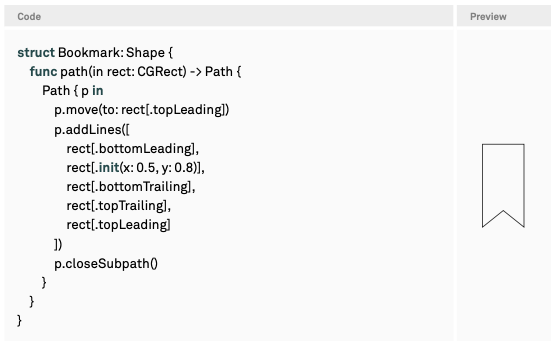 Code
Preview
struct Bookmark: Shape {
func path(in rect: CGRect) -> Path {
Path { p in
p.move(to: rect[.topLeading])
p.addLines([
rect[.bottomLeading],
rect[.init(x: 0.5, y: 0.8)],
rect[.bottomTrailing],
rect[.topTrailing],
rect[.topLeading]
])
p.closeSubpath()
}
}
}